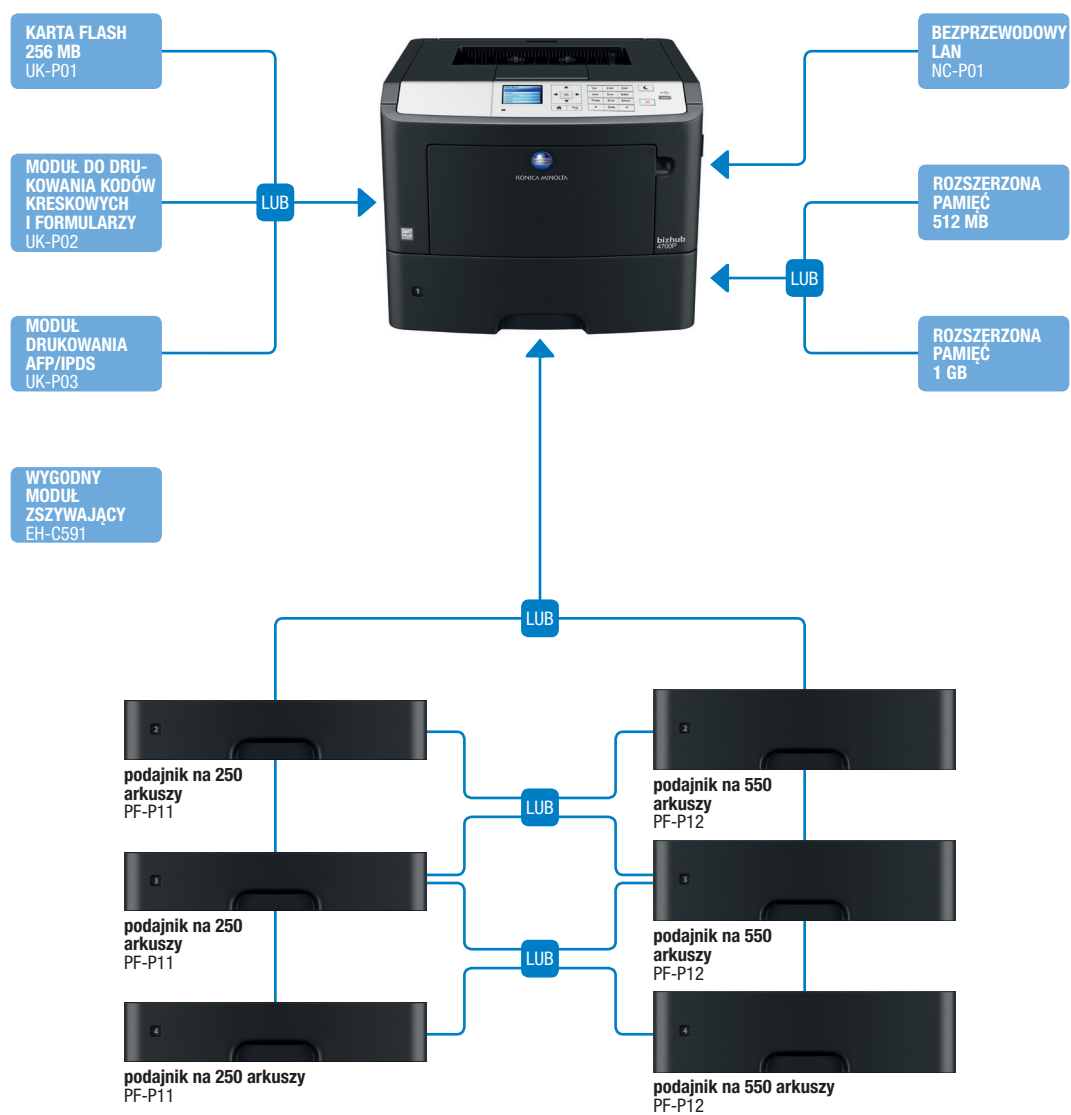 KARTA FLASH
256 MB
UK-P01
MODUŁ DO DRU-
KOWANIA KODÓW
KRESKOWYCH
I FORMULARZY
UK-P02
MODUŁ
DRUKOWANIA
AFP/IPDS
UK-P03
WYGODNY
MODUŁ
ZSZYWAJĄCY
EH-C591
LUB
KONICA MINOLTA
bizhub
4700P
1
BEZPRZEWODOWY
LAN
NC-P01
ROZSZERZONA
PAMIĘĆ
512 MB
LUB
ROZSZERZONA
PAMIĘĆ
1 GB
LUB
2
podajnik na 250
arkuszy
PF-P11
2
podajnik na 550
arkuszy
PF-P12
LUB
3
podajnik na 250
arkuszy
PF-P11
3
podajnik na 550
arkuszy
PF-P12
LUB
4
podajnik na 250 arkuszy
PF-P11
4
podajnik na 550 arkuszy
PF-P12